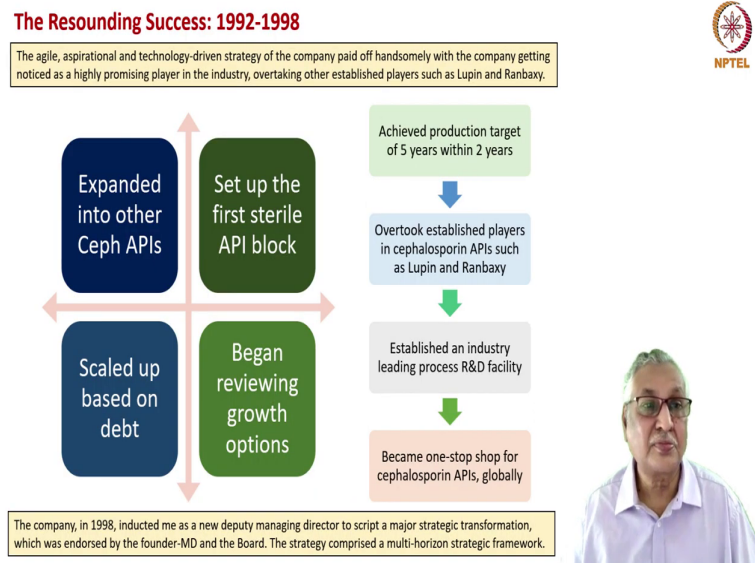 The Resounding Success: 1992-1998
NPTEL
The agile, aspirational and technology-driven strategy of the company paid off handsomely with the company getting
noticed as a highly promising player in the industry, overtaking other established players such as Lupin and Ranbaxy.
Expanded
into other
Ceph APIs
Set up the
first sterile
API block
Scaled up
based on
debt
Began
reviewing
growth
options
Achieved production target
of 5 years within 2 years
Overtook established players
in cephalosporin APIs such
as Lupin and Ranbaxy
Established an industry
leading process R&D facility
Became one-stop shop for
cephalosporin APIs, globally
The company, in 1998, inducted me as a new deputy managing director to script a major strategic transformation,
which was endorsed by the founder-MD and the Board. The strategy comprised a multi-horizon strategic framework.